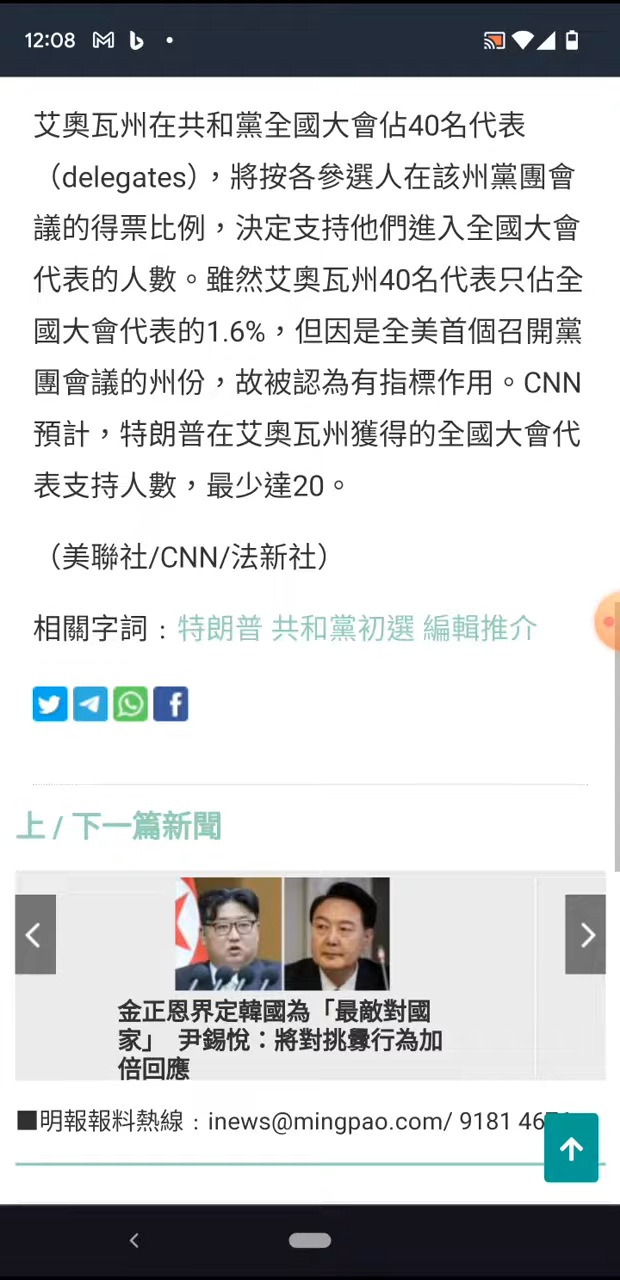 12:08
艾奧瓦州在共和黨全國大會佔40名代表
（delegates），將按各參選人在該州黨團會
議的得票比例，決定支持他們進入全國大會
代表的人數。雖然艾奧瓦州40名代表只佔全
國大會代表的1.6%，但因是全美首個召開黨
團會議的州份，故被認為有指標作用。CNN
預計，特朗普在艾奧瓦州獲得的全國大會代
表支持人數，最少達20。
（美聯社/CNN/法新社）
相關字詞﹕特朗普 共和黨初選 編輯推介
上 / 下一篇新聞
金正恩界定韓國為「最敵對國
家」 尹錫悅：將對挑釁行為加
倍回應
■明報報料熱線﹕inews@mingpao.com/ 9181 46